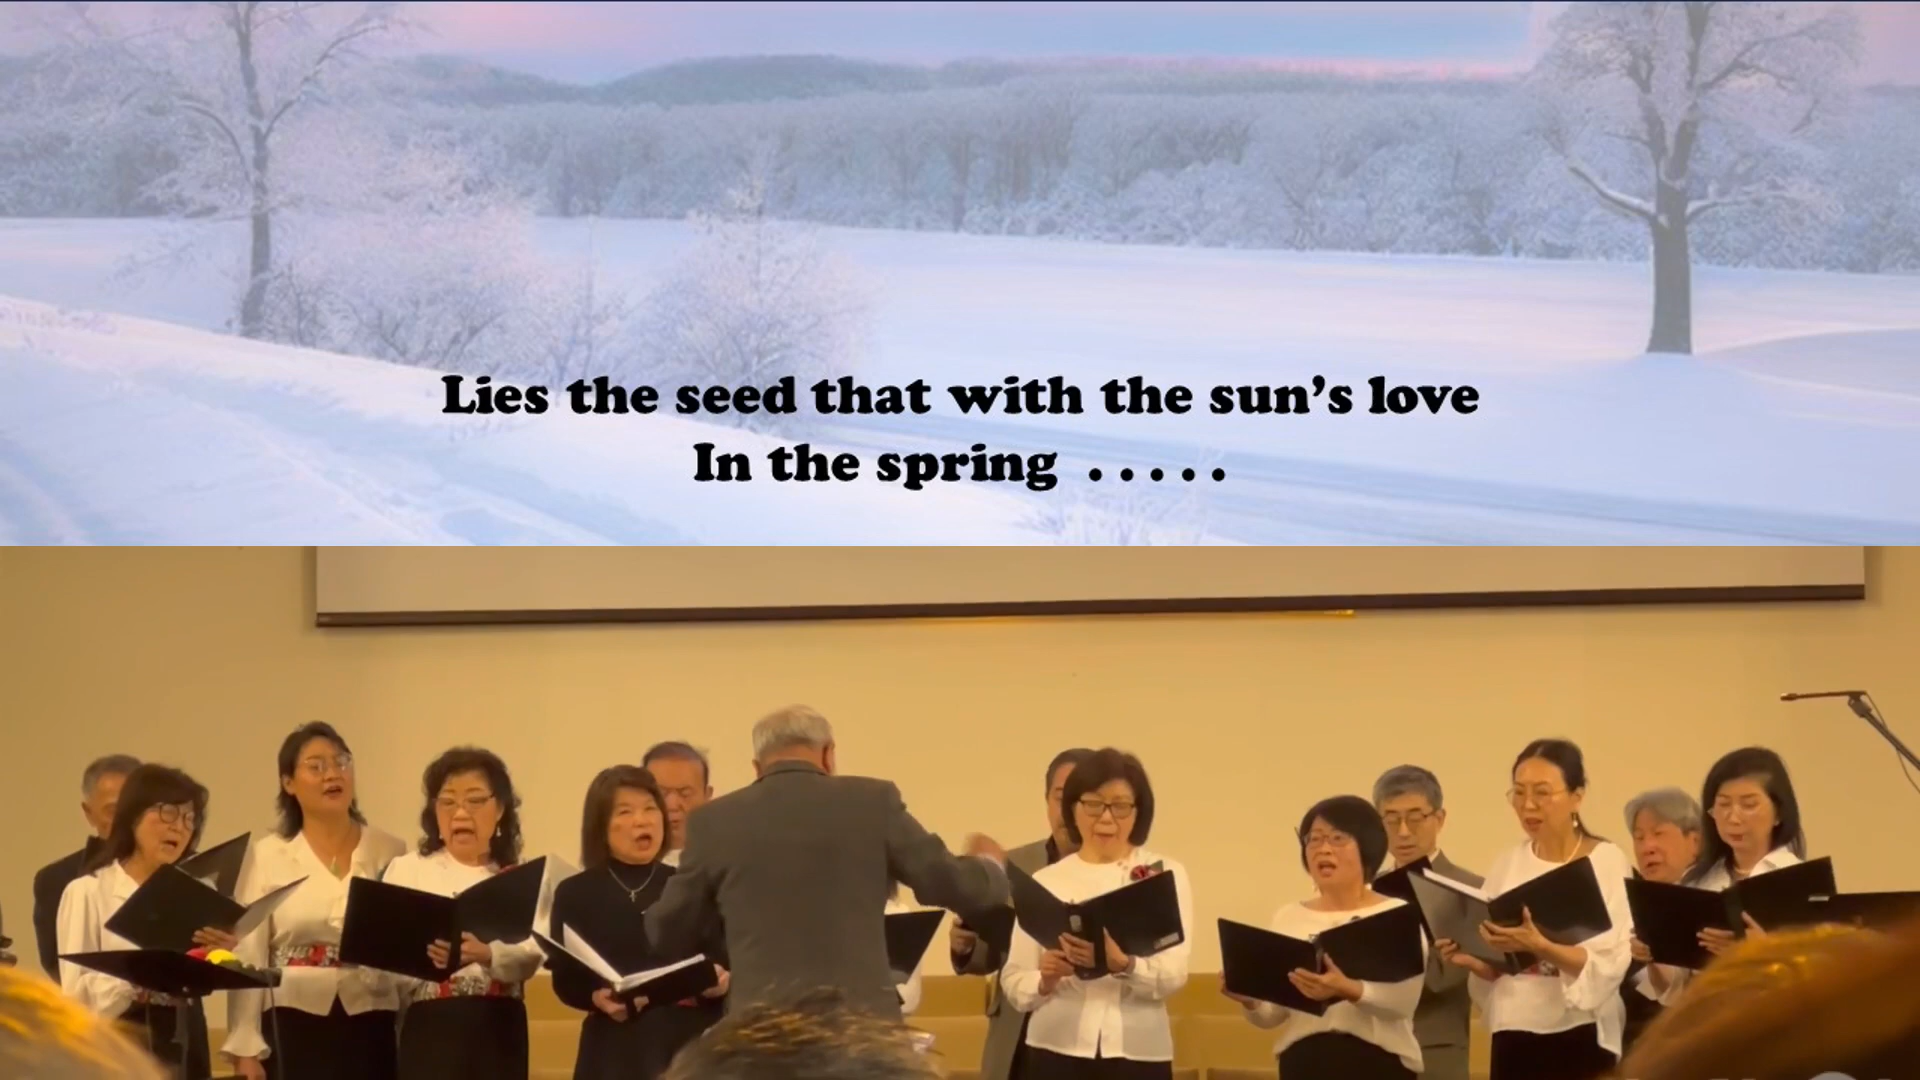 Lies the seed that with the sun’s love
In the spring . . . . .